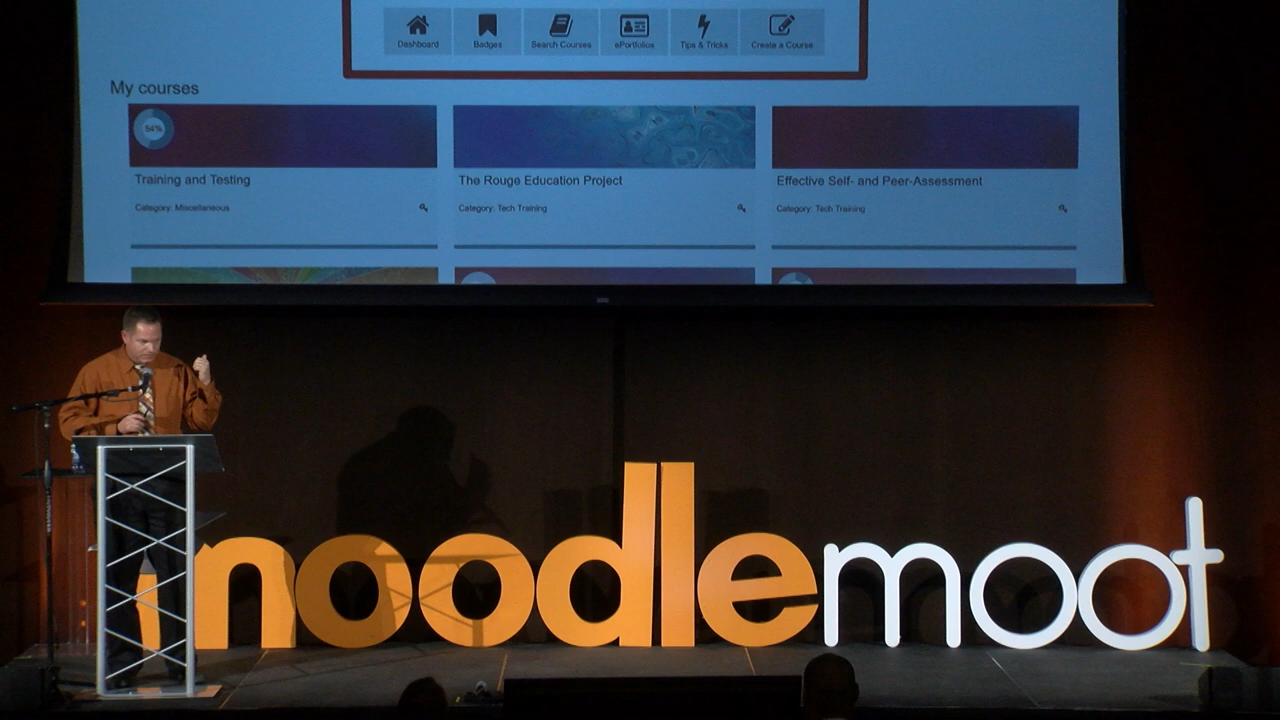 Dashboard
Badges
Search Courses
ePortfolios
Tips & Tricks
Create a Course
My courses
54%
Training and Testing
The Rouge Education Project
Effective Self- and Peer-Assessment
Category: Miscellaneous
Category: Tech Training
Category: Tech Training
moodlemoot